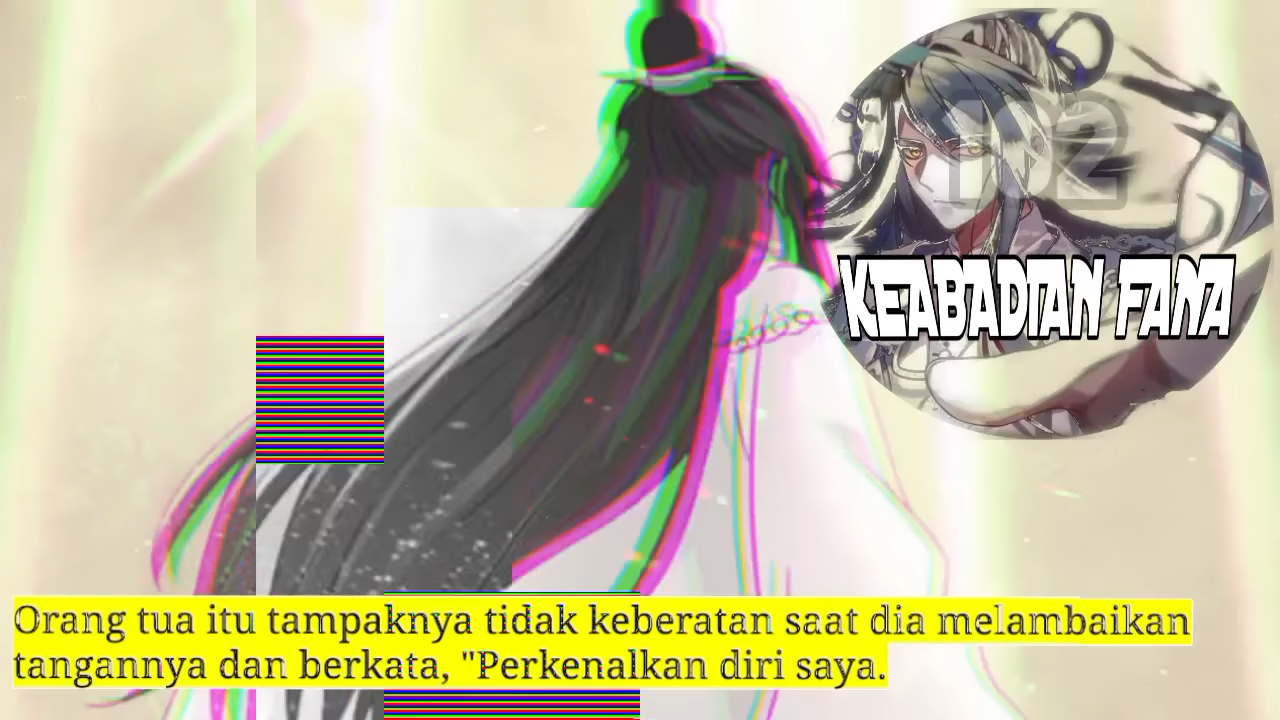 KEABADIAN FANA
Orang tua itu tampaknya tidak keberatan saat dia melambaikan
tangannya dan berkata, "Perkenalkan diri saya.